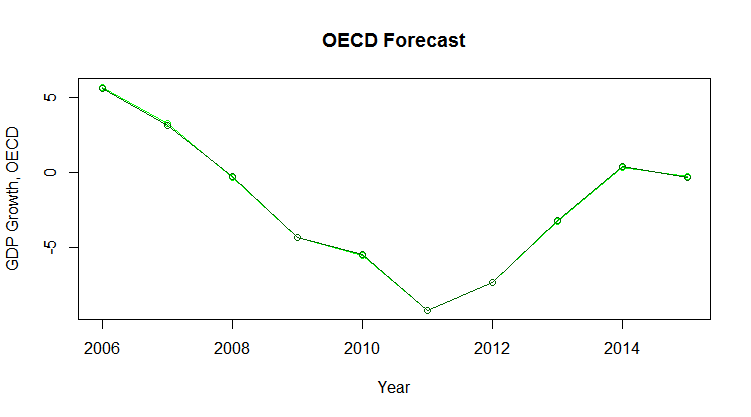 OECD Forecast
GDP Growth, OECD
5
0
-5
2006 2008 2010 2012 2014
Year